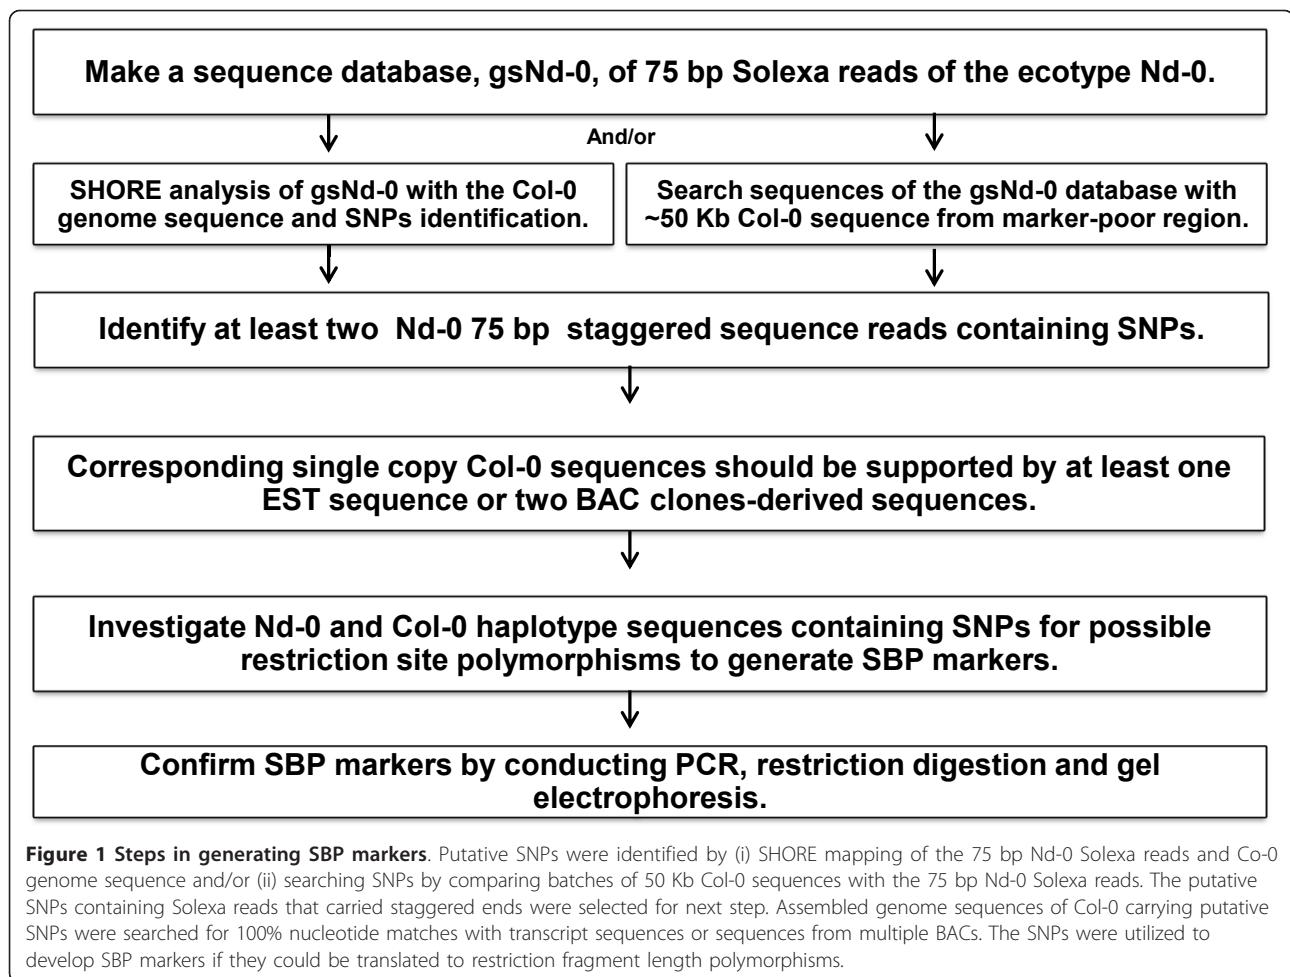 Make a sequence database, gsNd-0, of 75 bp Solexa reads of the ecotype Nd-0.
And/or
SHORE analysis of gsNd-0 with the Col-0
genome sequence and SNPs identification.
Search sequences of the gsNd-0 database with
~50 Kb Col-0 sequence from marker-poor region.
Identify at least two Nd-0 75 bp staggered sequence reads containing SNPs.
Corresponding single copy Col-0 sequences should be supported by at least one
EST sequence or two BAC clones-derived sequences.
Investigate Nd-0 and Col-0 haplotype sequences containing SNPs for possible
restriction site polymorphisms to generate SBP markers.
Confirm SBP markers by conducting PCR, restriction digestion and gel
electrophoresis.
Figure 1 Steps in generating SBP markers. Putative SNPs were identified by (i) SHORE mapping of the 75 bp Nd-0 Solexa reads and Co-0
genome sequence and/or (ii) searching SNPs by comparing batches of 50 Kb Col-0 sequences with the 75 bp Nd-0 Solexa reads. The putative
SNPs containing Solexa reads that carried staggered ends were selected for next step. Assembled genome sequences of Col-0 carrying putative
SNPs were searched for 100% nucleotide matches with transcript sequences or sequences from multiple BACs. The SNPs were utilized to
develop SBP markers if they could be translated to restriction fragment length polymorphisms.